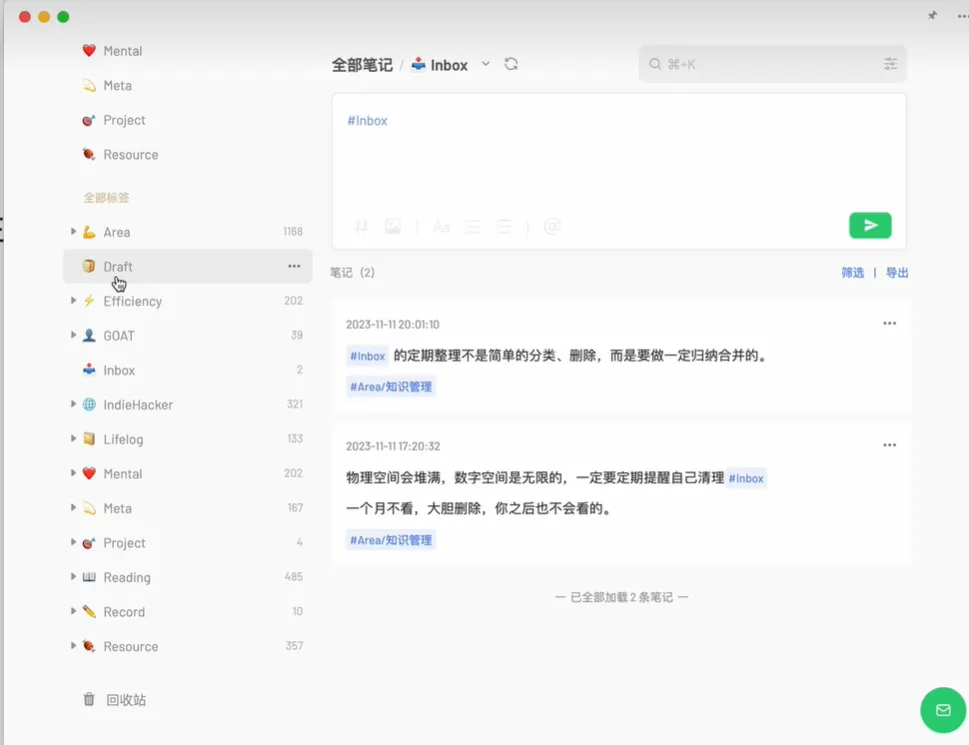 Mental
Meta
Project
Resource
全部标签
Area 1168
Draft
Efficiency 202
GOAT 39
Inbox 2
IndieHacker 321
Lifelog 133
Mental 202
Meta 167
Project 4
Reading 485
Record 10
Resource 357
回收站
全部笔记 / Inbox
⌘+K
#Inbox
Aa @
笔记（2）
筛选 | 导出
2023-11-11 20:01:10
#Inbox 的定期整理不是简单的分类、删除，而是要做一定归纳合并的。
#Area/知识管理
2023-11-11 17:20:32
物理空间会堆满，数字空间是无限的，一定要定期提醒自己清理 #Inbox
一个月不看，大胆删除，你之后也不会看的。
#Area/知识管理
— 已全部加载 2 条笔记 —